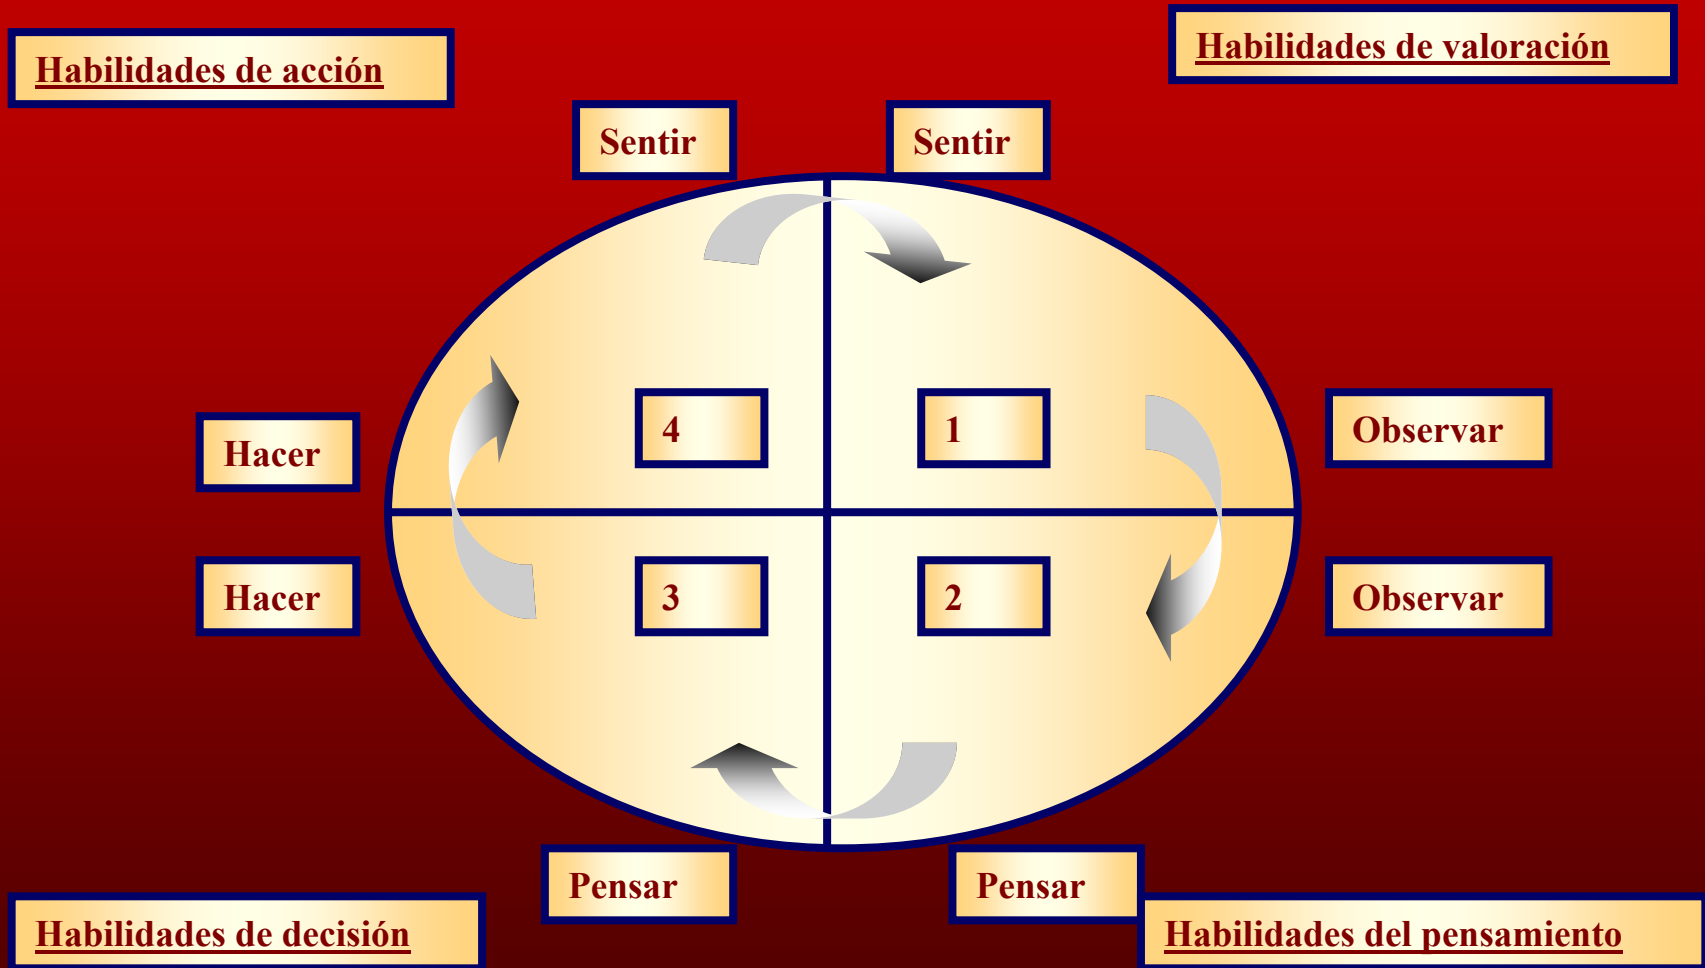 Habilidades de acción
Habilidades de valoración
Sentir
Sentir
4
1
Observar
Hacer
Hacer
3
2
Observar
Pensar
Pensar
Habilidades de decisión
Habilidades del pensamiento